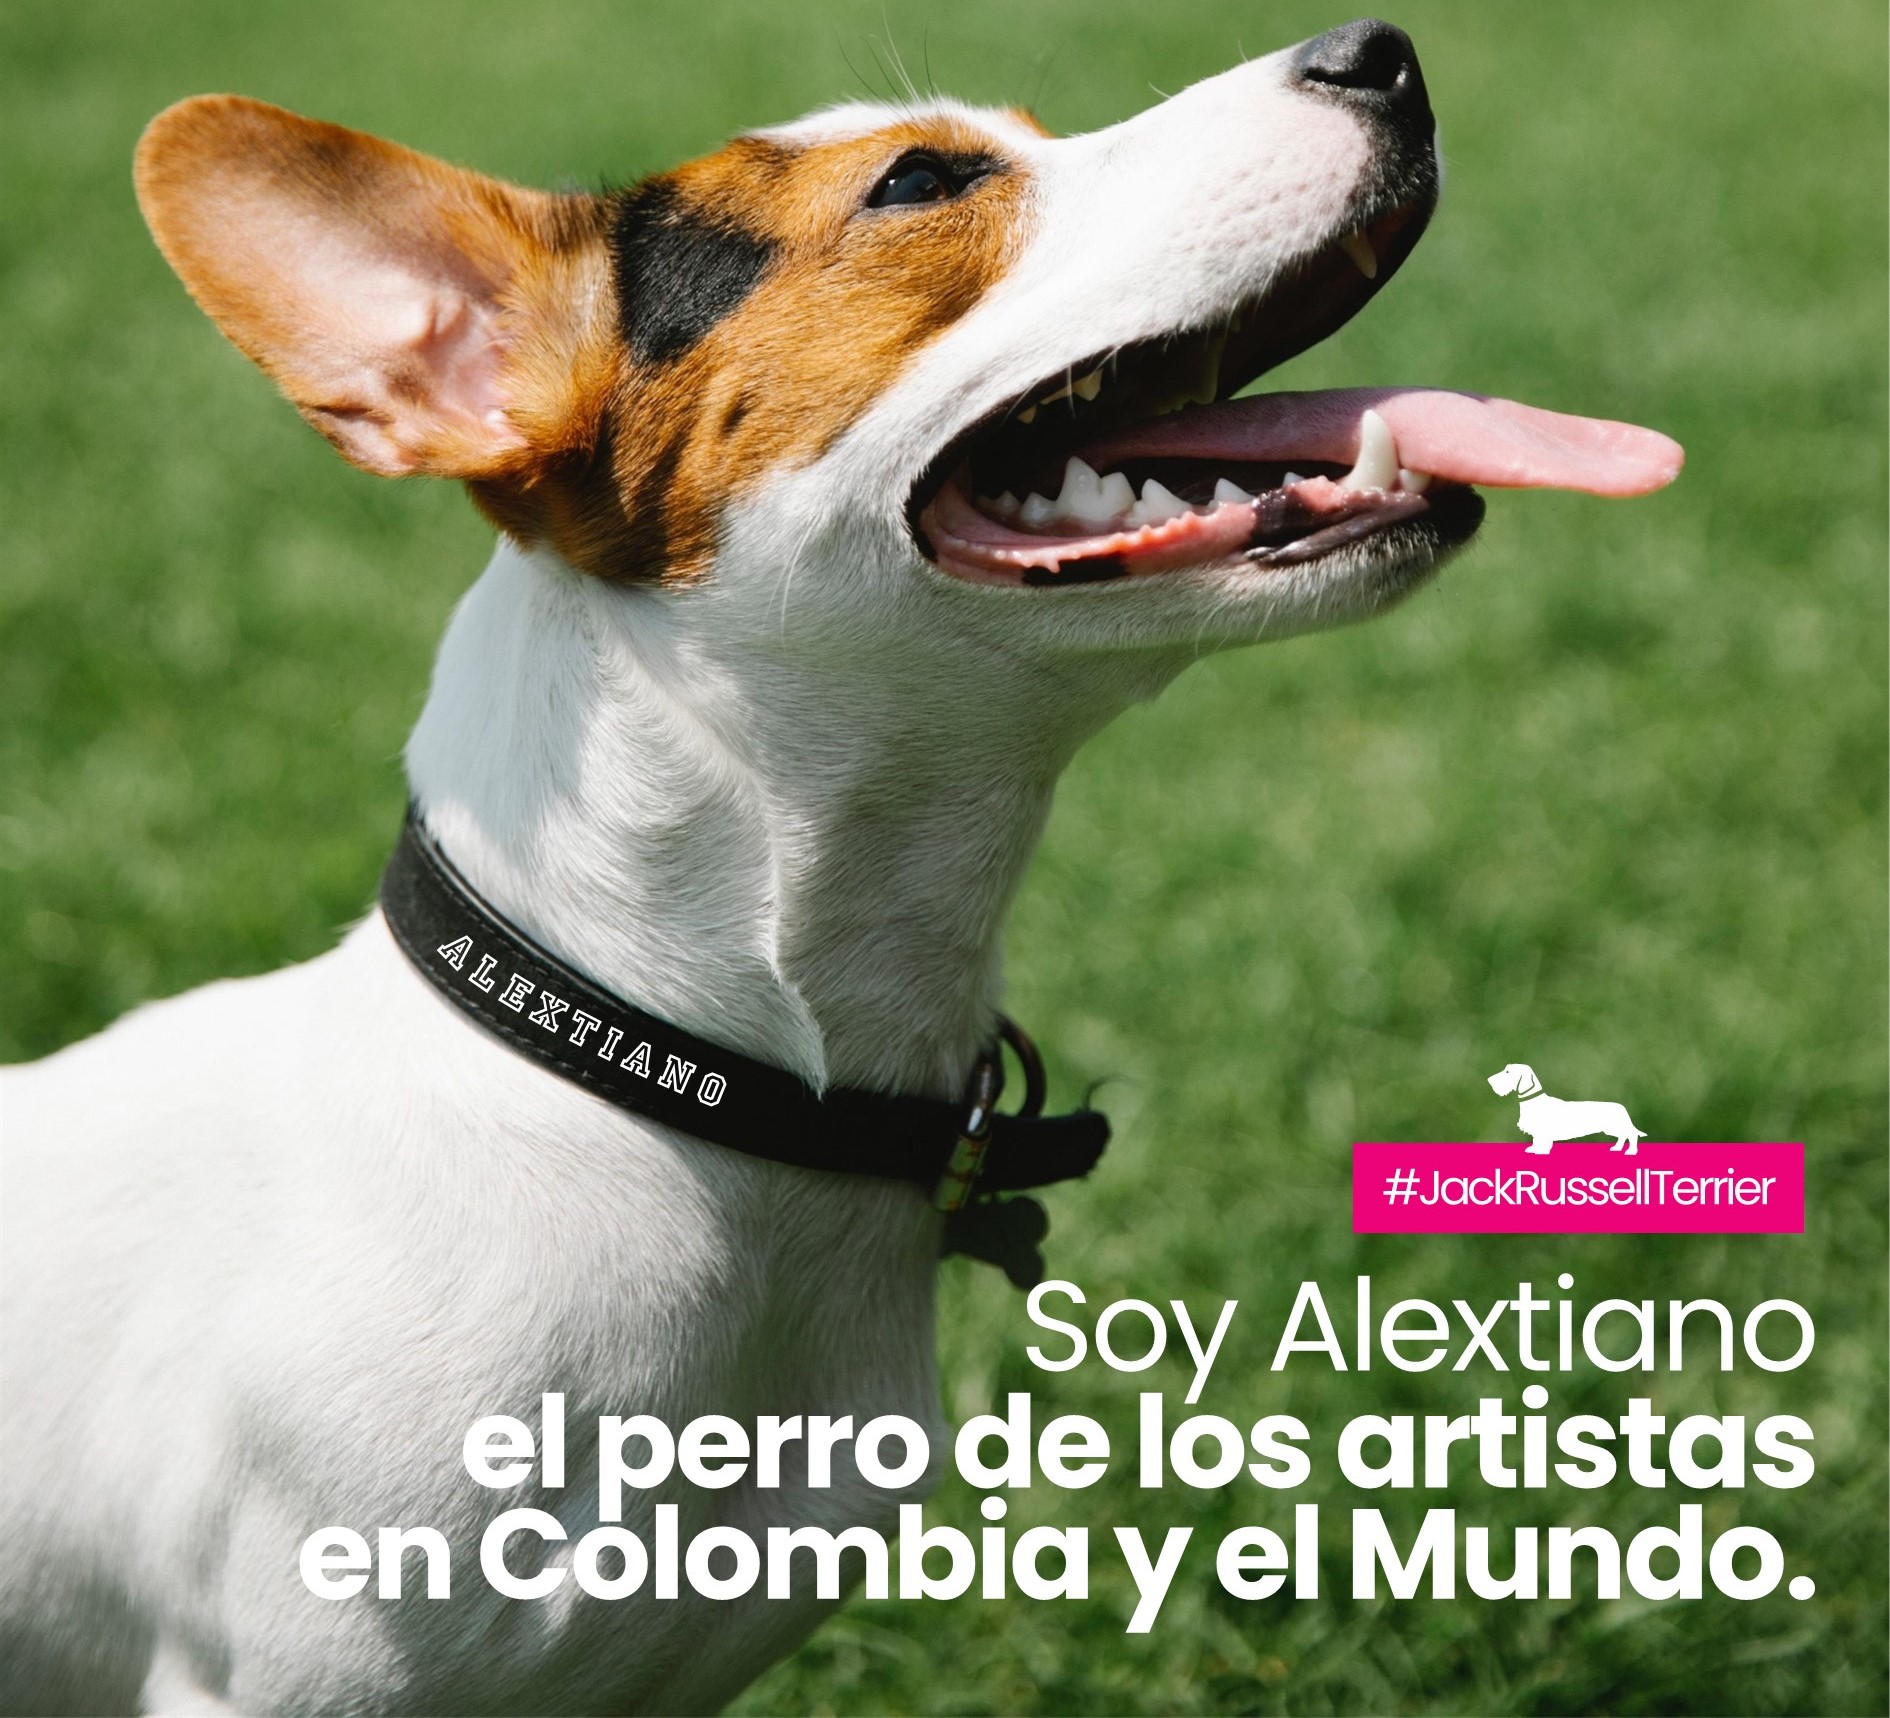 ALEXTIANO
#JackRussellTerrier
Soy Alextiano
el perro de los artistas
en Colombia y el Mundo.